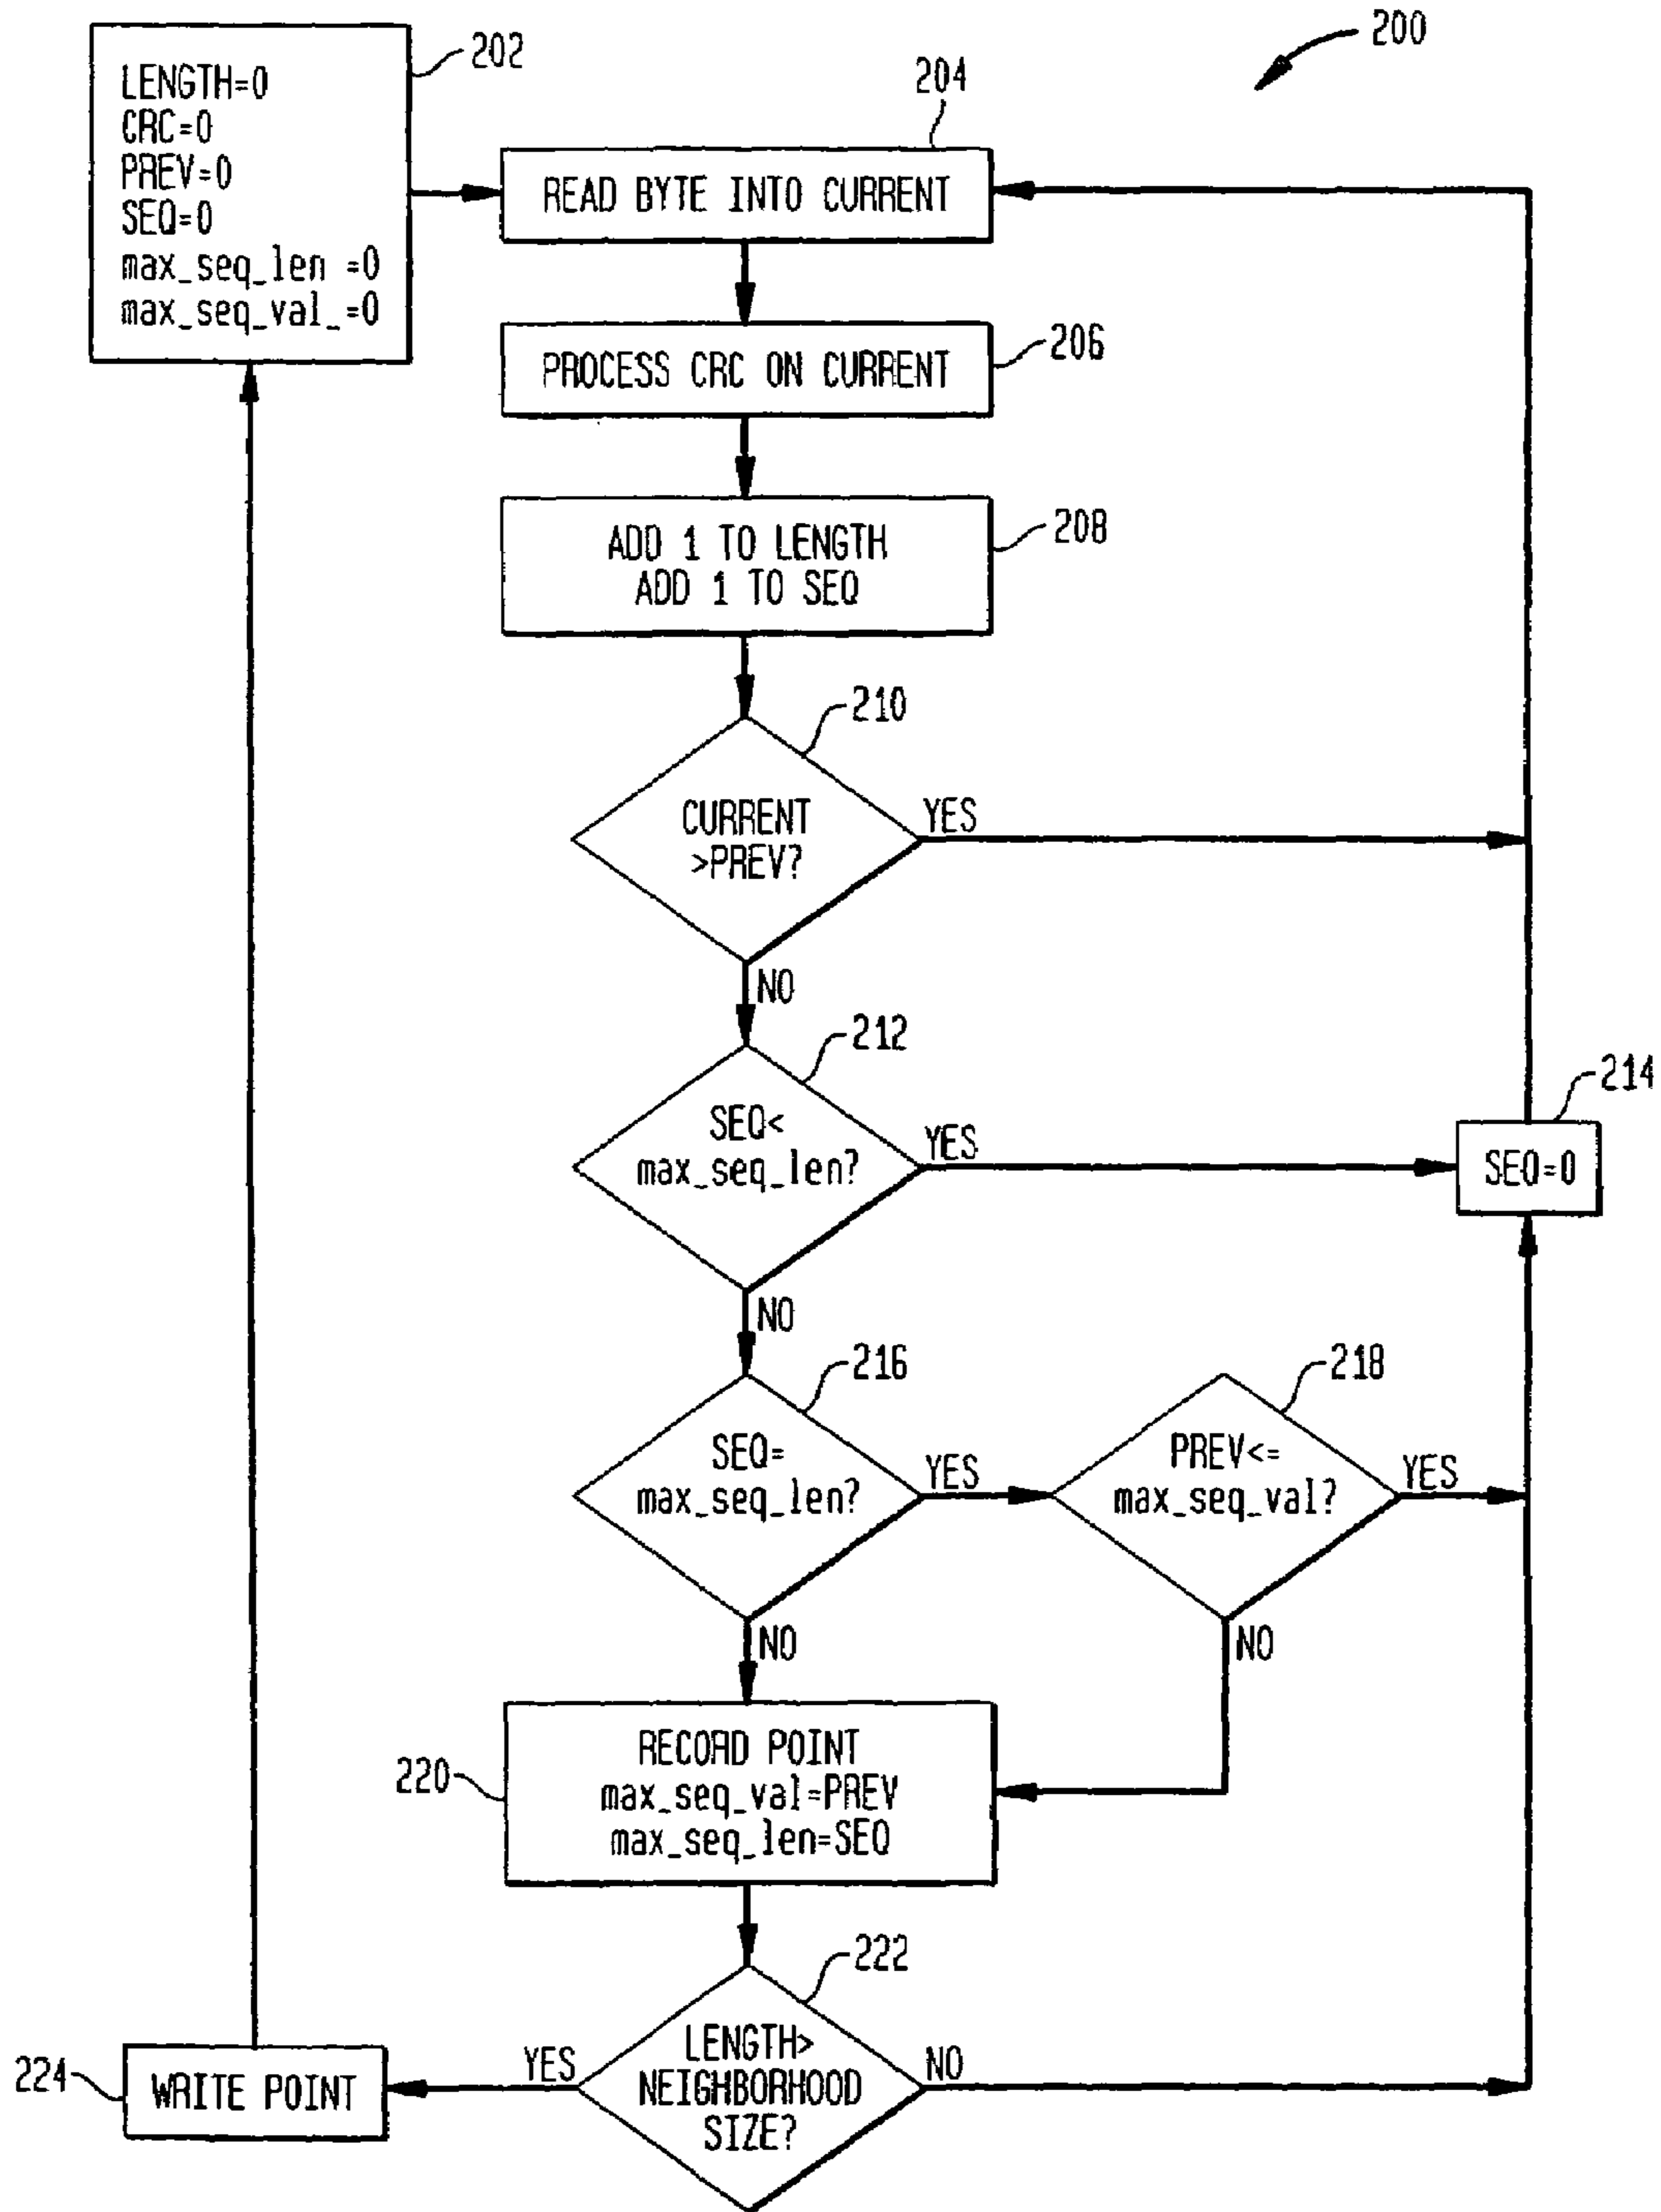 200
202
LENGTH=0
CRC=0
PREV=0
SEQ=0
max_seq_len =0
max_seq_val_=0
204
READ BYTE INTO CURRENT
206
PROCESS CRC ON CURRENT
208
ADD 1 TO LENGTH
ADD 1 TO SEQ
210
CURRENT
>PREV?
YES
NO
212
SEQ<
max_seq_len?
YES
NO
214
SEQ=0
216
SEQ=
max_seq_len?
YES
NO
218
PREV<=
max_seq_val?
YES
NO
220
RECORD POINT
max_seq_val=PREV
max_seq_len=SEQ
222
LENGTH>
NEIGHBORHOOD
SIZE?
YES
NO
224
WRITE POINT